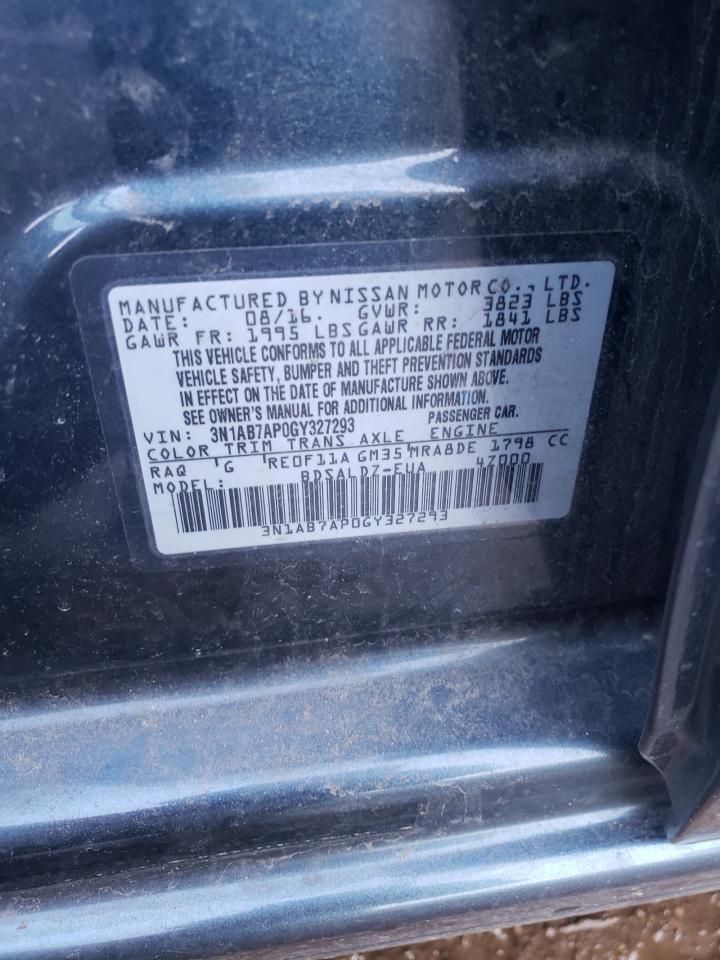 MANUFACTURED BY NISSAN MOTOR CO., LTD.
DATE: 08/16. GVWR: 3823 LBS
GAWR FR: 1995 LBS GAWR RR: 1841 LBS
THIS VEHICLE CONFORMS TO ALL APPLICABLE FEDERAL MOTOR
VEHICLE SAFETY, BUMPER AND THEFT PREVENTION STANDARDS
IN EFFECT ON THE DATE OF MANUFACTURE SHOWN ABOVE.
SEE OWNER'S MANUAL FOR ADDITIONAL INFORMATION.
VIN: 3N1AB7AP0GY327293 PASSENGER CAR.
COLOR TRIM TRANS AXLE ENGINE
RAQ G RE0F11A GM35 MRA8DE 1798 CC
MODEL: BDSALDZ-EUA 4Z000
3N1AB7AP0GY327293